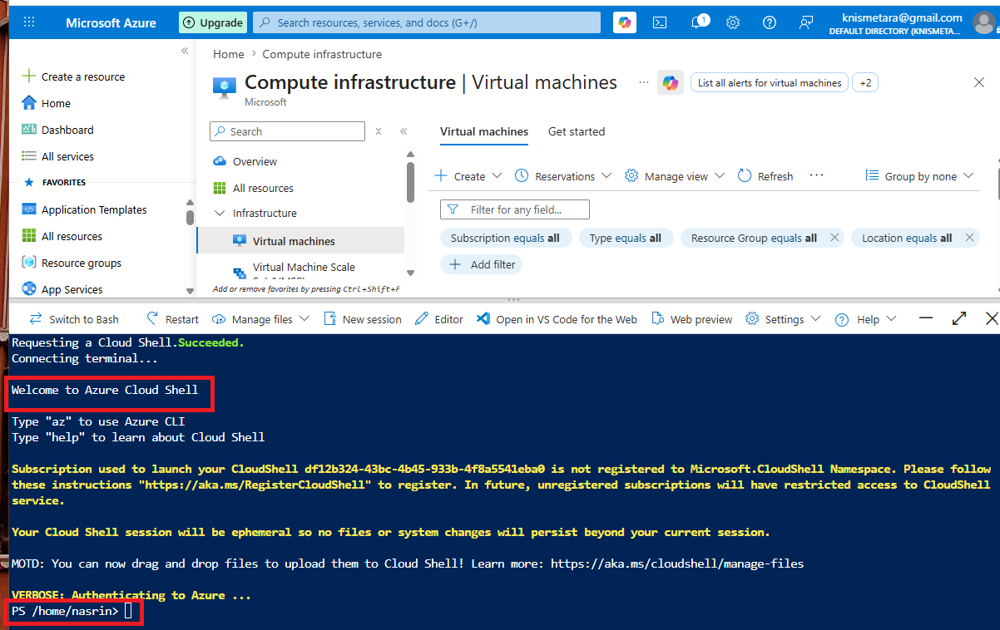 Microsoft Azure
Upgrade
Search resources, services, and docs (G+/)
1
knismetara@gmail.com
DEFAULT DIRECTORY (KNISMETA...
Create a resource
Home
Dashboard
All services
FAVORITES
Application Templates
All resources
Resource groups
App Services
Home > Compute infrastructure
Compute infrastructure | Virtual machines
Microsoft
List all alerts for virtual machines
+2
Search
Overview
All resources
Infrastructure
Virtual machines
Virtual Machine Scale
Add or remove favorites by pressing Ctrl+Shift+F
Virtual machines
Get started
Create
Reservations
Manage view
Refresh
Group by none
Filter for any field...
Subscription equals all
Type equals all
Resource Group equals all
Location equals all
Add filter
Switch to Bash
Restart
Manage files
New session
Editor
Open in VS Code for the Web
Web preview
Settings
Help
Requesting a Cloud Shell.Succeeded.
Connecting terminal...
Welcome to Azure Cloud Shell
Type "az" to use Azure CLI
Type "help" to learn about Cloud Shell
Subscription used to launch your CloudShell df12b324-43bc-4b45-933b-4f8a5541eba0 is not registered to Microsoft.CloudShell Namespace. Please follow
these instructions "https://aka.ms/RegisterCloudShell" to register. In future, unregistered subscriptions will have restricted access to CloudShell
service.
Your Cloud Shell session will be ephemeral so no files or system changes will persist beyond your current session.
MOTD: You can now drag and drop files to upload them to Cloud Shell! Learn more: https://aka.ms/cloudshell/manage-files
VERBOSE: Authenticating to Azure ...
PS /home/nasrin>